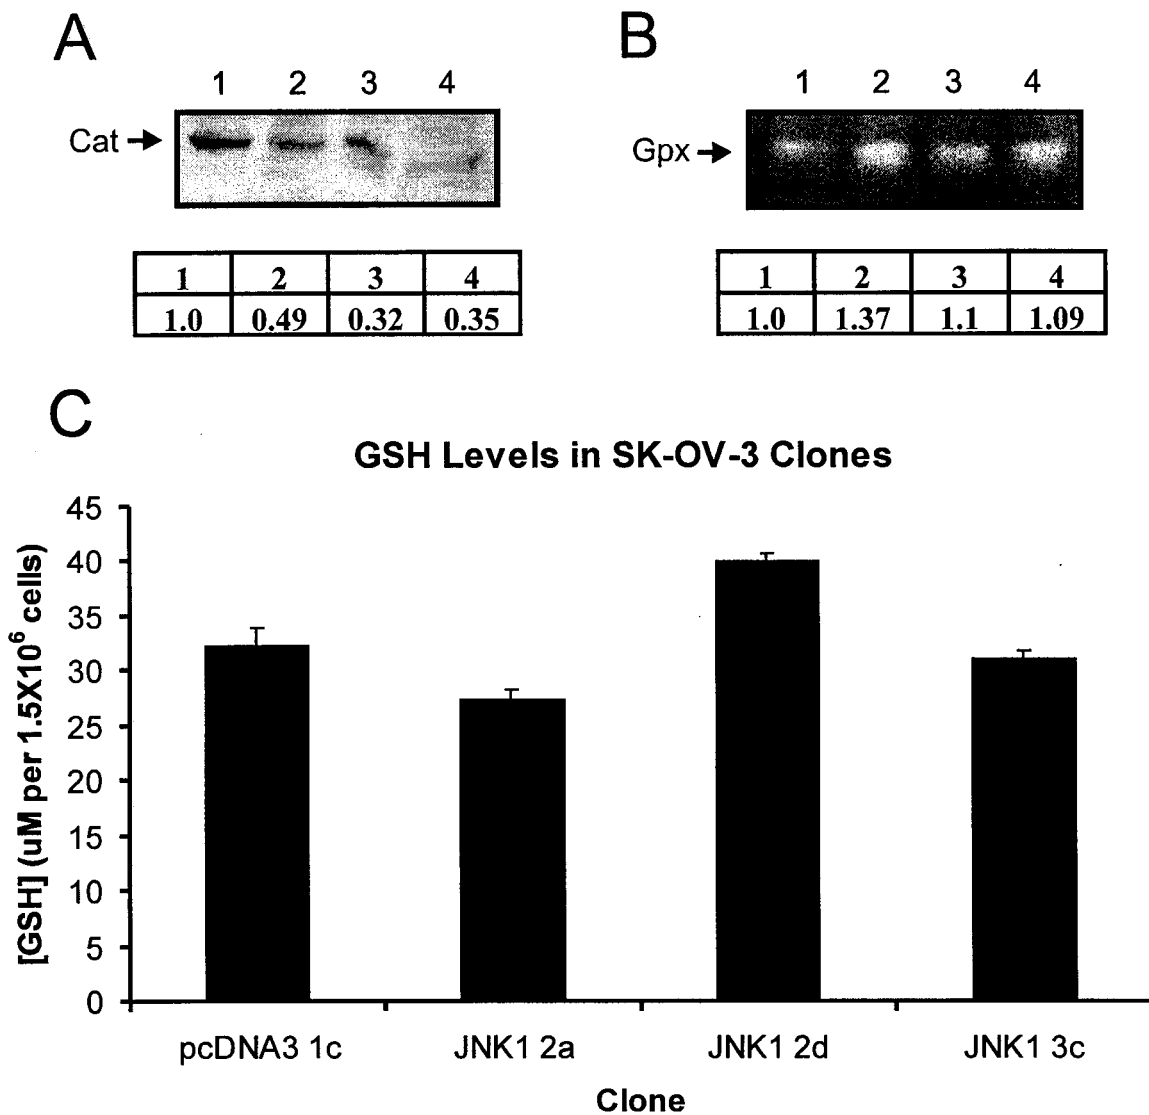 A
1 2 3 4
Cat
1 2 3 4
1.0 0.49 0.32 0.35
B
1 2 3 4
Gpx
1 2 3 4
1.0 1.37 1.1 1.09
C
GSH Levels in SK-OV-3 Clones
[GSH] (uM per 1.5X10⁶ cells)
45
40
35
30
25
20
15
10
5
0
pcDNA3 1c JNK1 2a JNK1 2d JNK1 3c
Clone